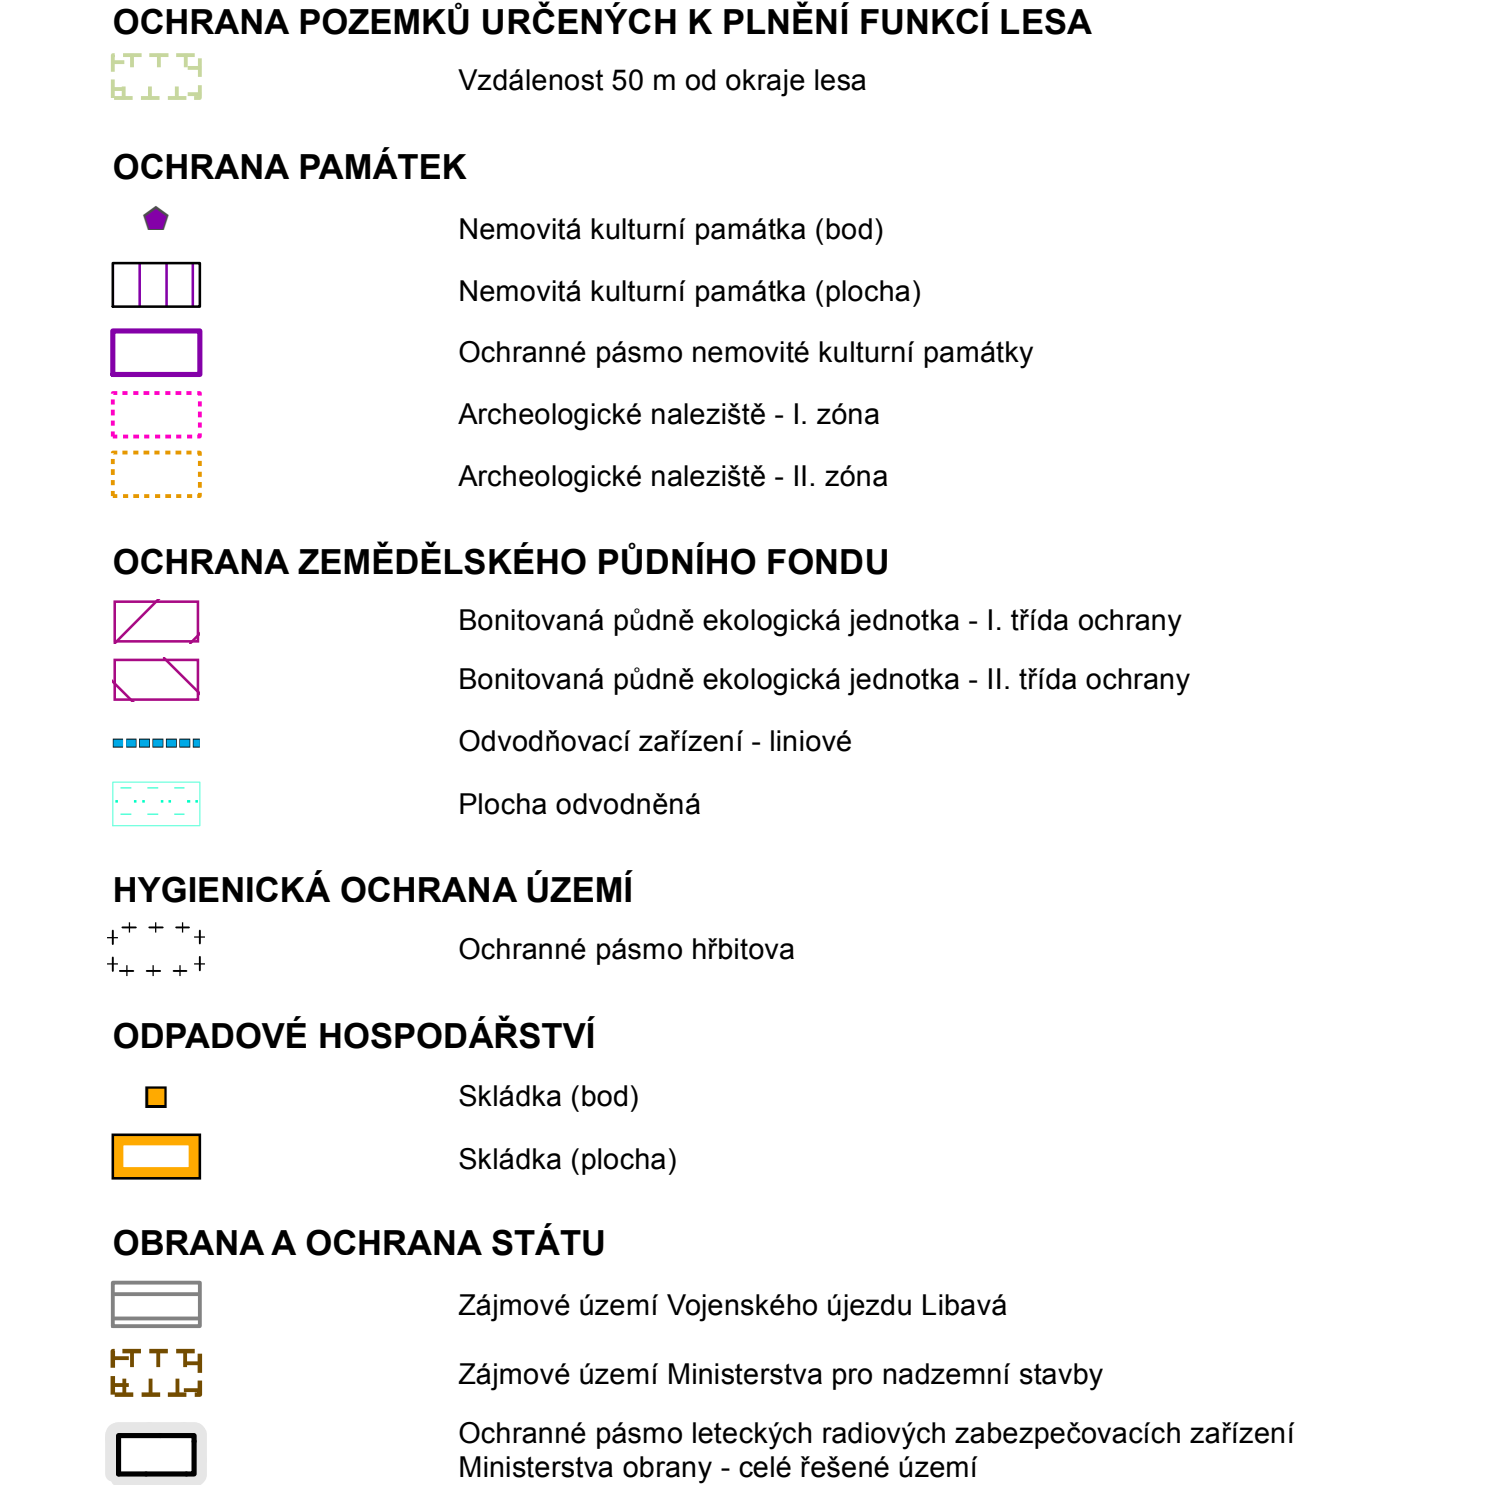 OCHRANA POZEMKŮ URČENÝCH K PLNĚNÍ FUNKCÍ LESA
Vzdálenost 50 m od okraje lesa
OCHRANA PAMÁTEK
Nemovitá kulturní památka (bod)
Nemovitá kulturní památka (plocha)
Ochranné pásmo nemovité kulturní památky
Archeologické naleziště - I. zóna
Archeologické naleziště - II. zóna
OCHRANA ZEMĚDĚLSKÉHO PŮDNÍHO FONDU
Bonitovaná půdně ekologická jednotka - I. třída ochrany
Bonitovaná půdně ekologická jednotka - II. třída ochrany
Odvodňovací zařízení - liniové
Plocha odvodněná
HYGIENICKÁ OCHRANA ÚZEMÍ
Ochranné pásmo hřbitova
ODPADOVÉ HOSPODÁŘSTVÍ
Skládka (bod)
Skládka (plocha)
OBRANA A OCHRANA STÁTU
Zájmové území Vojenského újezdu Libavá
Zájmové území Ministerstva pro nadzemní stavby
Ochranné pásmo leteckých radiových zabezpečovacích zařízení
Ministerstva obrany - celé řešené území